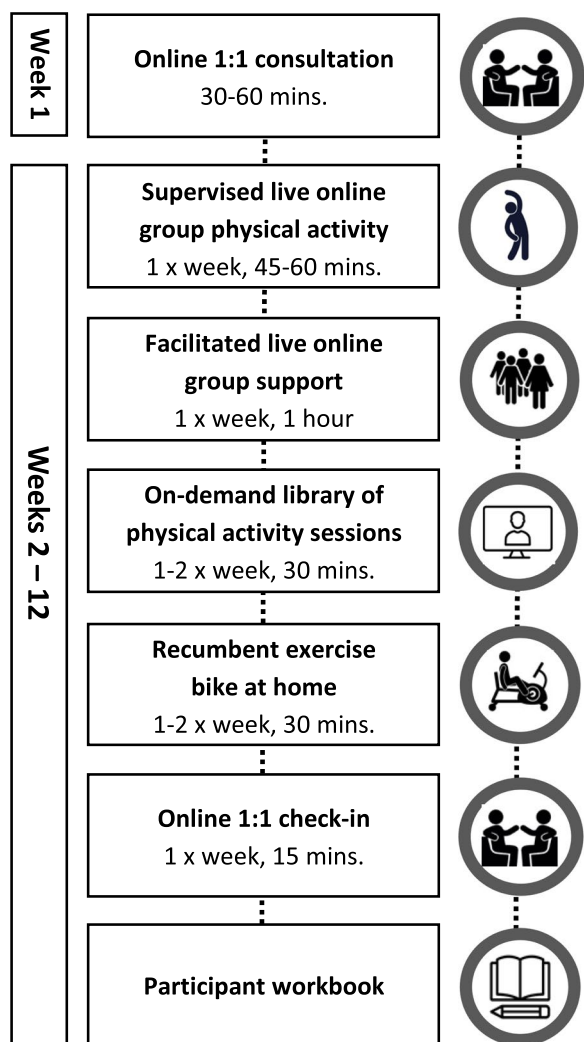 Week 1
Online 1:1 consultation
30-60 mins.
Weeks 2 – 12
Supervised live online
group physical activity
1 x week, 45-60 mins.
Facilitated live online
group support
1 x week, 1 hour
On-demand library of
physical activity sessions
1-2 x week, 30 mins.
Recumbent exercise
bike at home
1-2 x week, 30 mins.
Online 1:1 check-in
1 x week, 15 mins.
Participant workbook